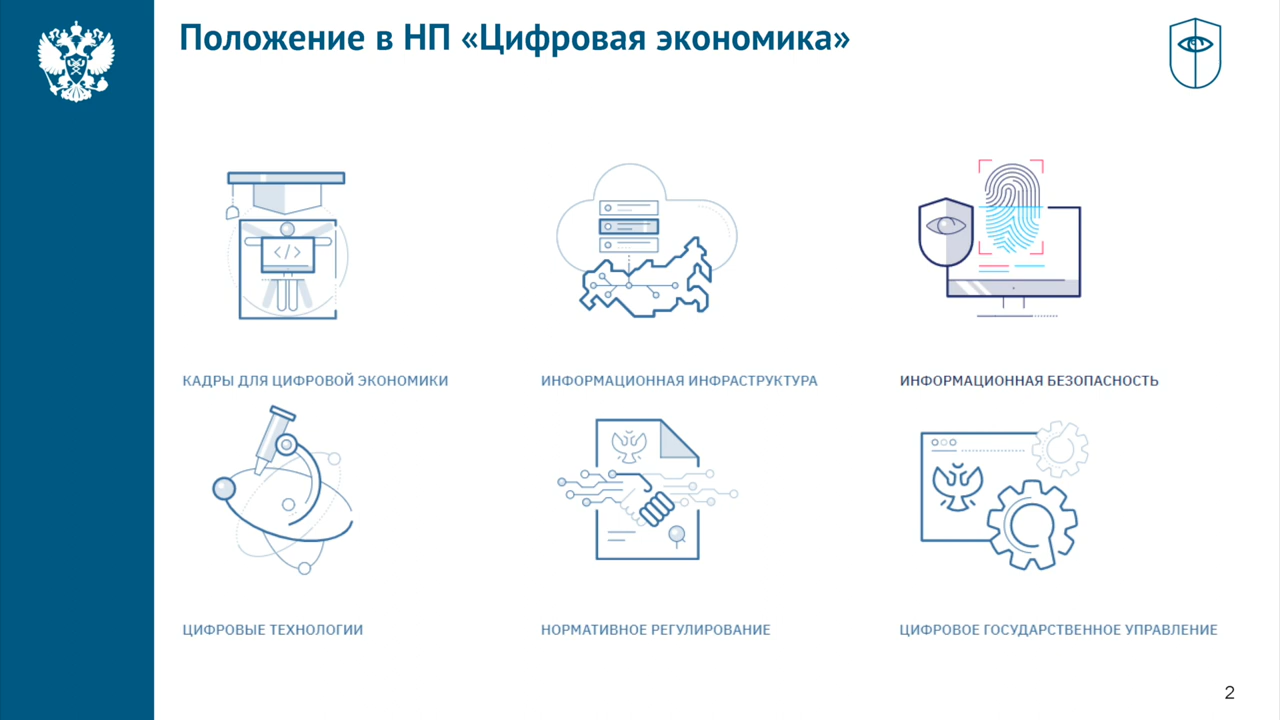 Положение в НП «Цифровая экономика»
</>
КАДРЫ ДЛЯ ЦИФРОВОЙ ЭКОНОМИКИ
ИНФОРМАЦИОННАЯ ИНФРАСТРУКТУРА
ИНФОРМАЦИОННАЯ БЕЗОПАСНОСТЬ
ЦИФРОВЫЕ ТЕХНОЛОГИИ
НОРМАТИВНОЕ РЕГУЛИРОВАНИЕ
ЦИФРОВОЕ ГОСУДАРСТВЕННОЕ УПРАВЛЕНИЕ
2